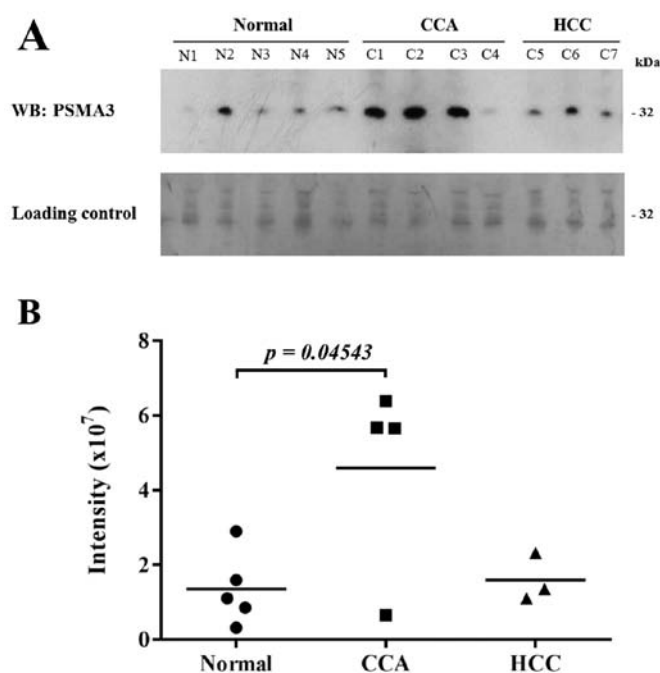 A
Normal CCA HCC
N1 N2 N3 N4 N5 C1 C2 C3 C4 C5 C6 C7 kDa
WB: PSMA3 - 32
Loading control - 32
B
8
p = 0.04543
6
4
2
0
Intensity (x10⁷)
Normal CCA HCC